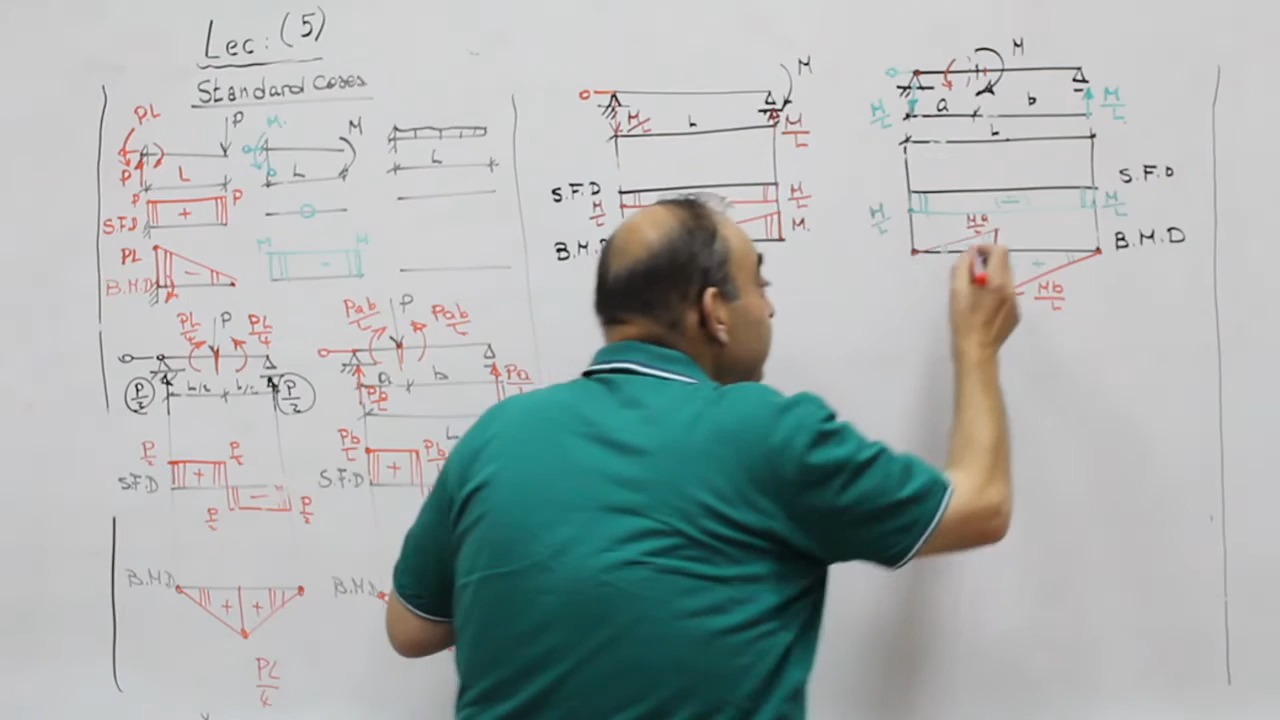 Lec: (5)
Standard Cases
PL
P
P
L
P
P
S.F.D
+
PL
B.M.D
M
M
L
M
M
L
PL/4
P
PL/4
P/2
L/2
L/2
P/2
P/2
P/2
S.F.D
+
-
P/2
P/2
B.M.D
+
+
PL/4
Pab/L
P
Pab/L
a
b
Pb/L
L
Pb/L
Pb/L
S.F.D
+
B.M.D
M
M/L
L
M/L
S.F.D
M/L
M/L
M
M
M/L
a
b
M/L
L
S.F.D
M/L
(-)
M/L
Ma/L
B.M.D
+
Mb/L